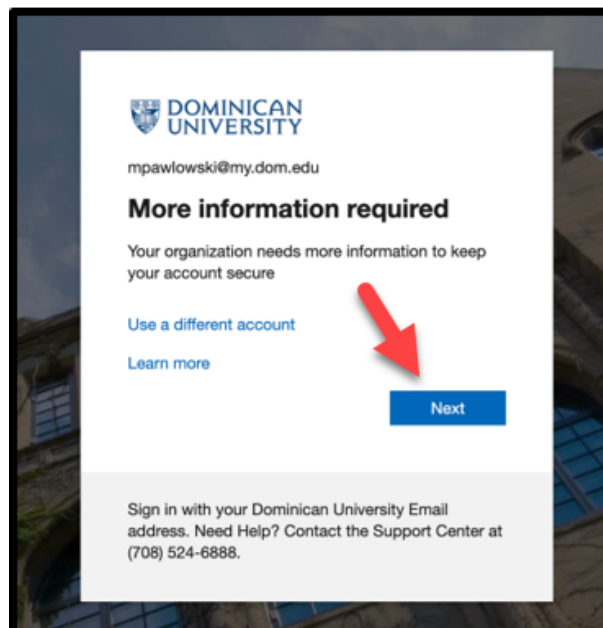 DOMINICAN
UNIVERSITY
mpawlowski@my.dom.edu
More information required
Your organization needs more information to keep
your account secure
Use a different account
Learn more
Next
Sign in with your Dominican University Email
address. Need Help? Contact the Support Center at
(708) 524-6888.